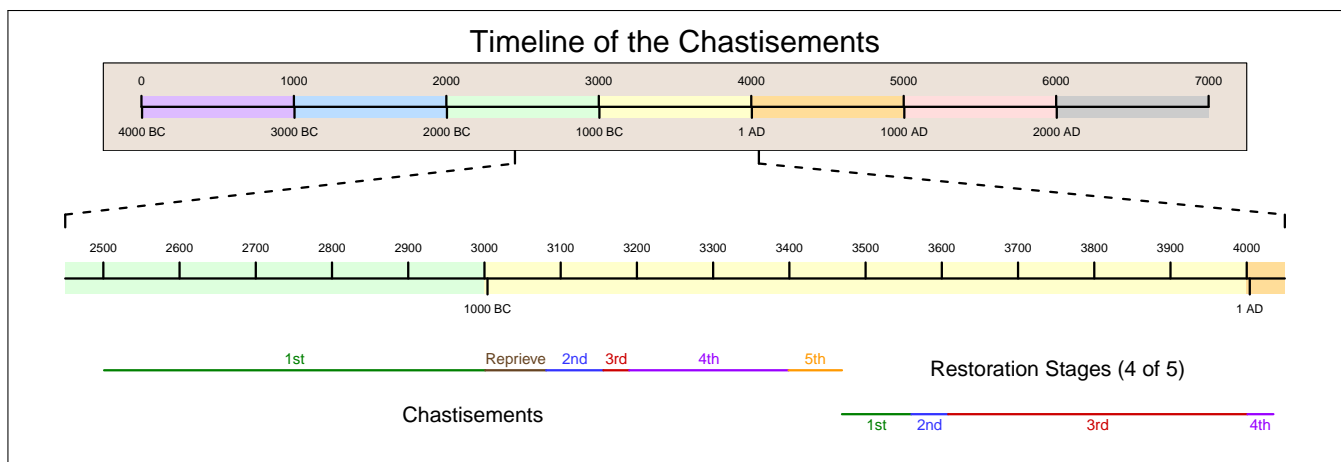 Timeline of the Chastisements
0 1000 2000 3000 4000 5000 6000 7000
4000 BC 3000 BC 2000 BC 1000 BC 1 AD 1000 AD 2000 AD
2500 2600 2700 2800 2900 3000 3100 3200 3300 3400 3500 3600 3700 3800 3900 4000
1000 BC 1 AD
1st Reprieve 2nd 3rd 4th 5th
Restoration Stages (4 of 5)
Chastisements
1st 2nd 3rd 4th